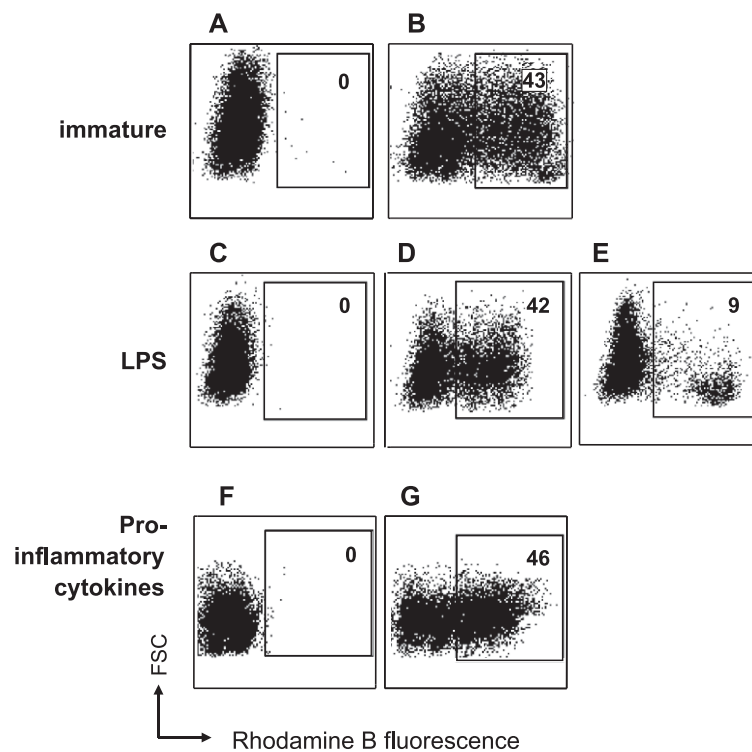 A B
immature
0
43
C D E
LPS
0
42
9
F G
Pro-
inflammatory
cytokines
0
46
FSC
Rhodamine B fluorescence